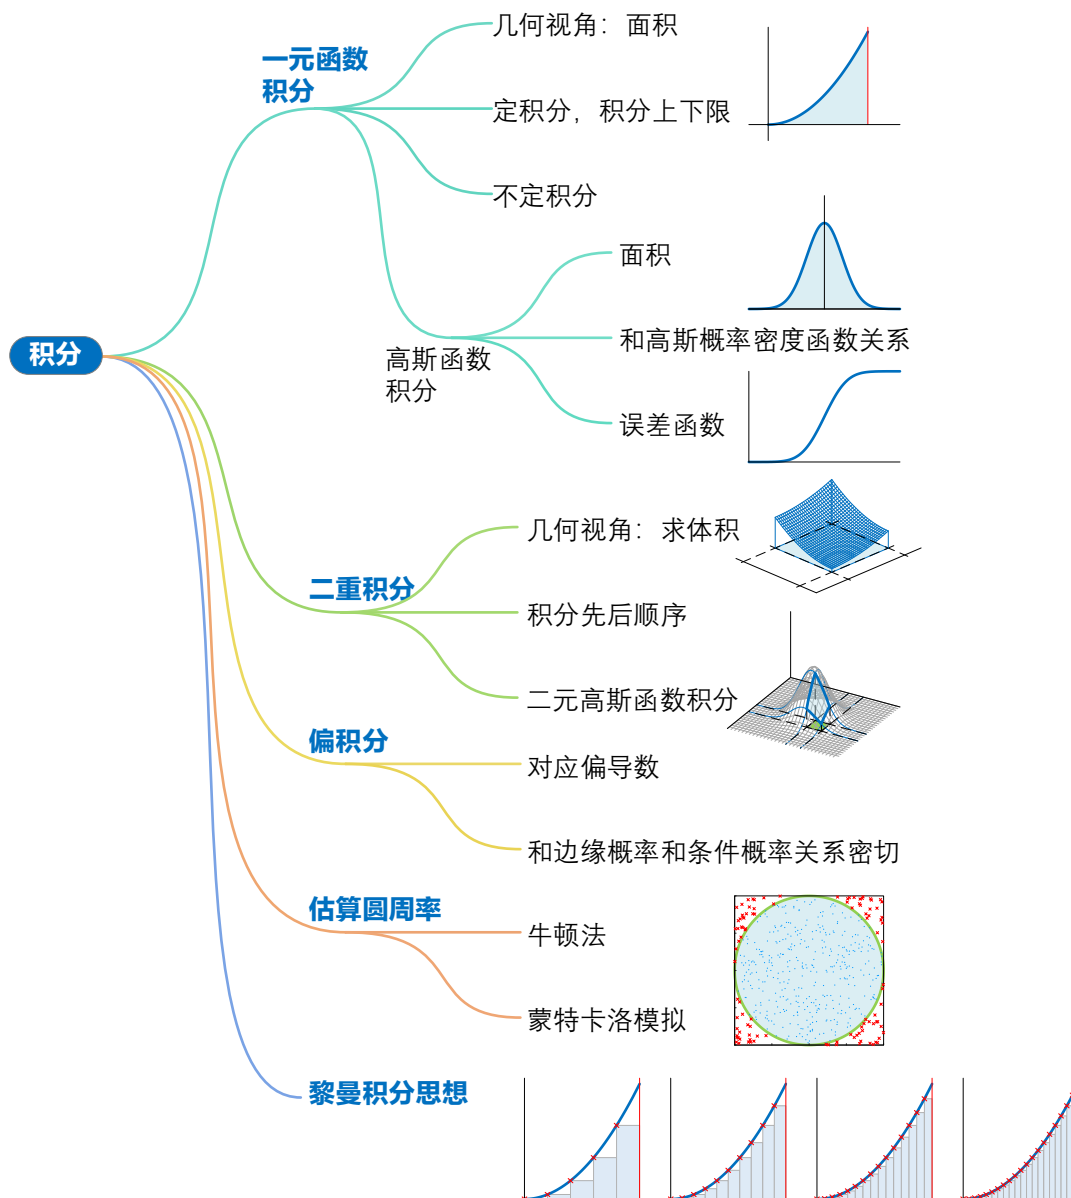 几何视角：面积
一元函数
积分
定积分，积分上下限
不定积分
面积
积分
和高斯概率密度函数关系
高斯函数
积分
误差函数
几何视角：求体积
二重积分
积分先后顺序
二元高斯函数积分
偏积分
对应偏导数
和边缘概率和条件概率关系密切
估算圆周率
牛顿法
蒙特卡洛模拟
黎曼积分思想